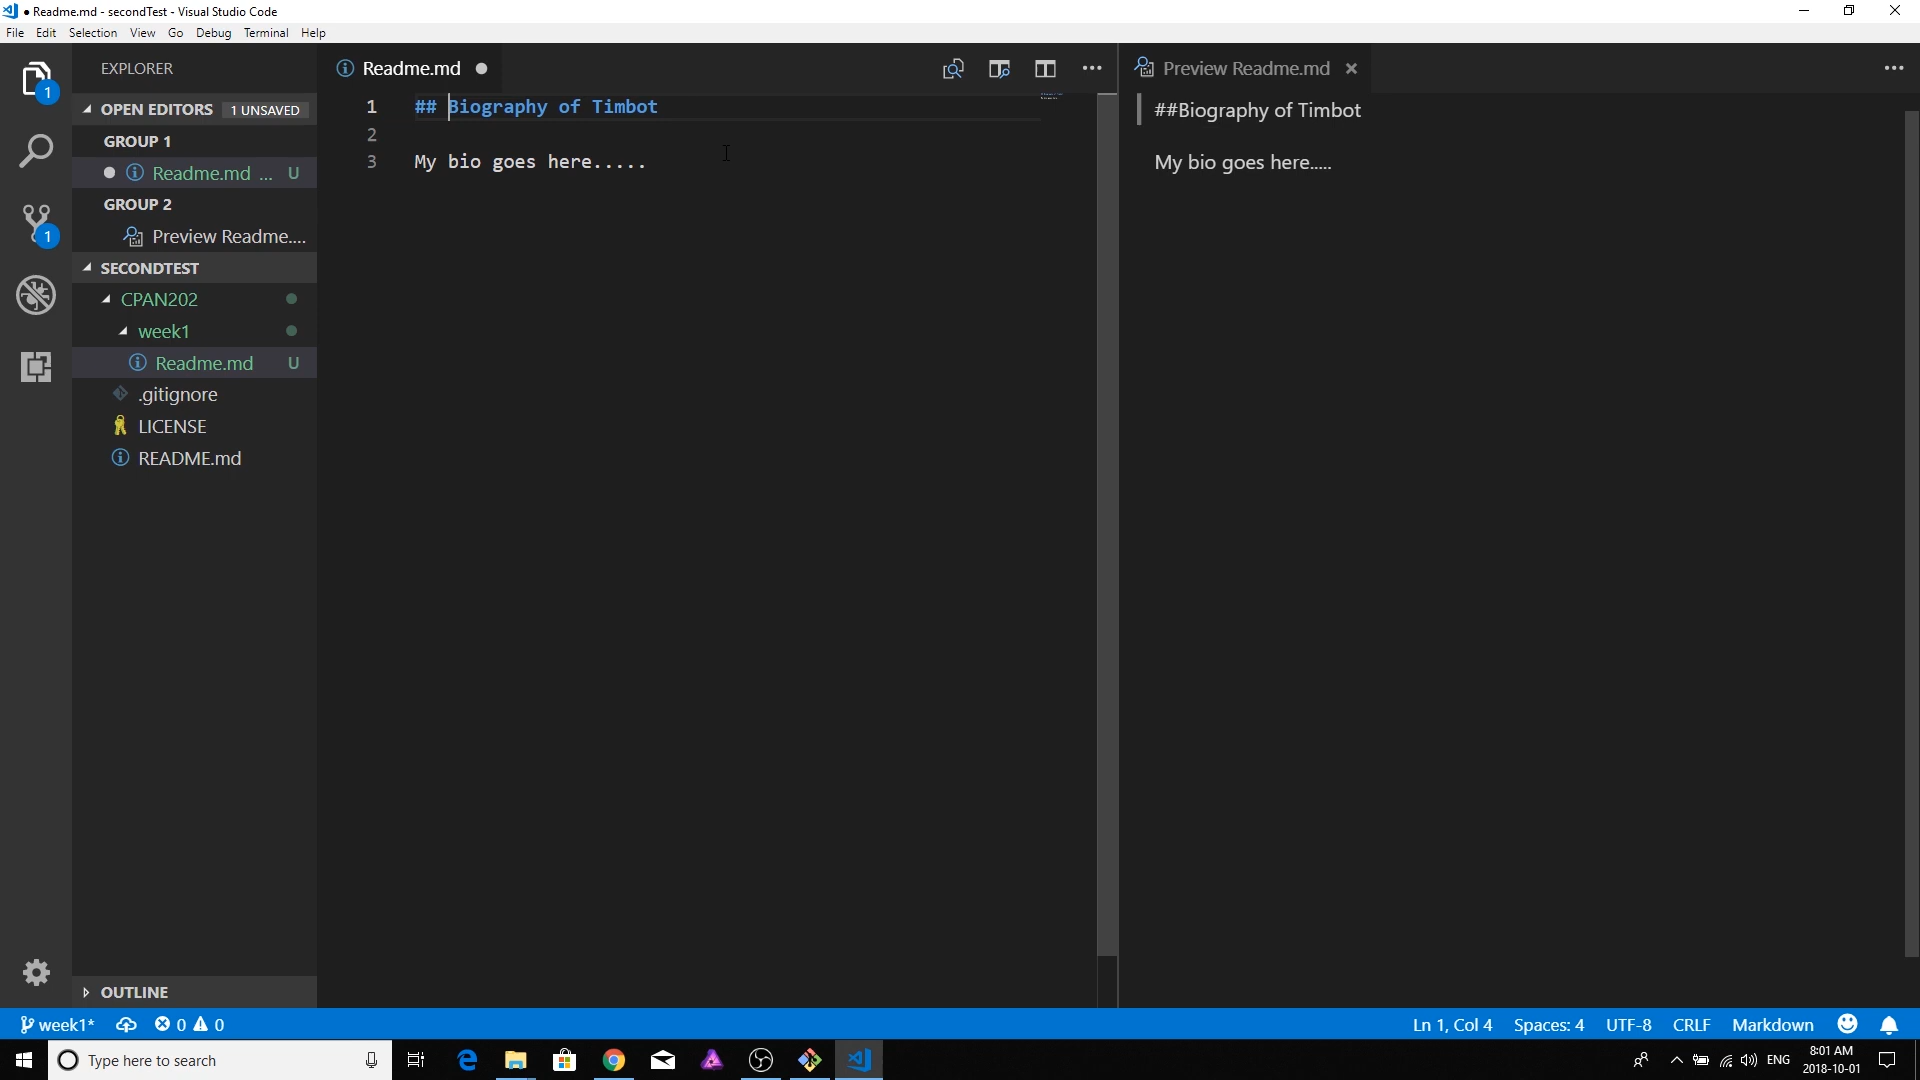 ● Readme.md - secondTest - Visual Studio Code
File Edit Selection View Go Debug Terminal Help
EXPLORER
OPEN EDITORS 1 UNSAVED
GROUP 1
Readme.md ... U
GROUP 2
Preview Readme....
SECONDTEST
CPAN202
week1
Readme.md U
.gitignore
LICENSE
README.md
OUTLINE
1
1
Readme.md ●
1 ## Biography of Timbot
2
3 My bio goes here.....
Preview Readme.md
##Biography of Timbot
My bio goes here.....
week1* 0 0 Ln 1, Col 4 Spaces: 4 UTF-8 CRLF Markdown
Type here to search
ENG 8:01 AM
2018-10-01